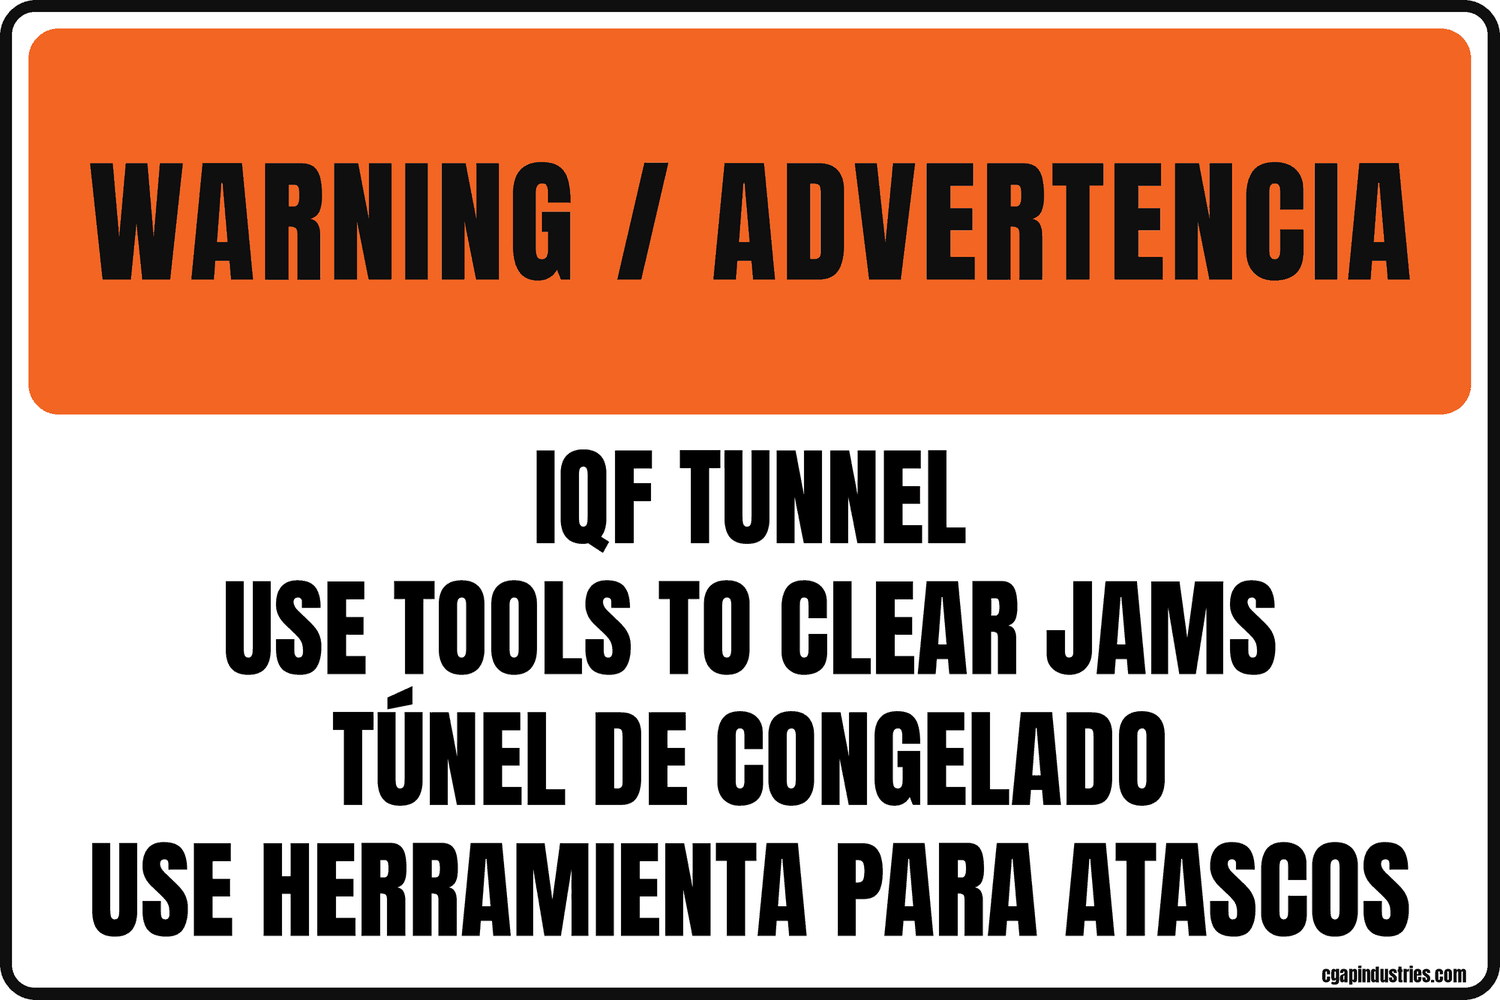 WARNING / ADVERTENCIA
IQF TUNNEL
USE TOOLS TO CLEAR JAMS
TÚNEL DE CONGELADO
USE HERRAMIENTA PARA ATASCOS
cgapindustries.com